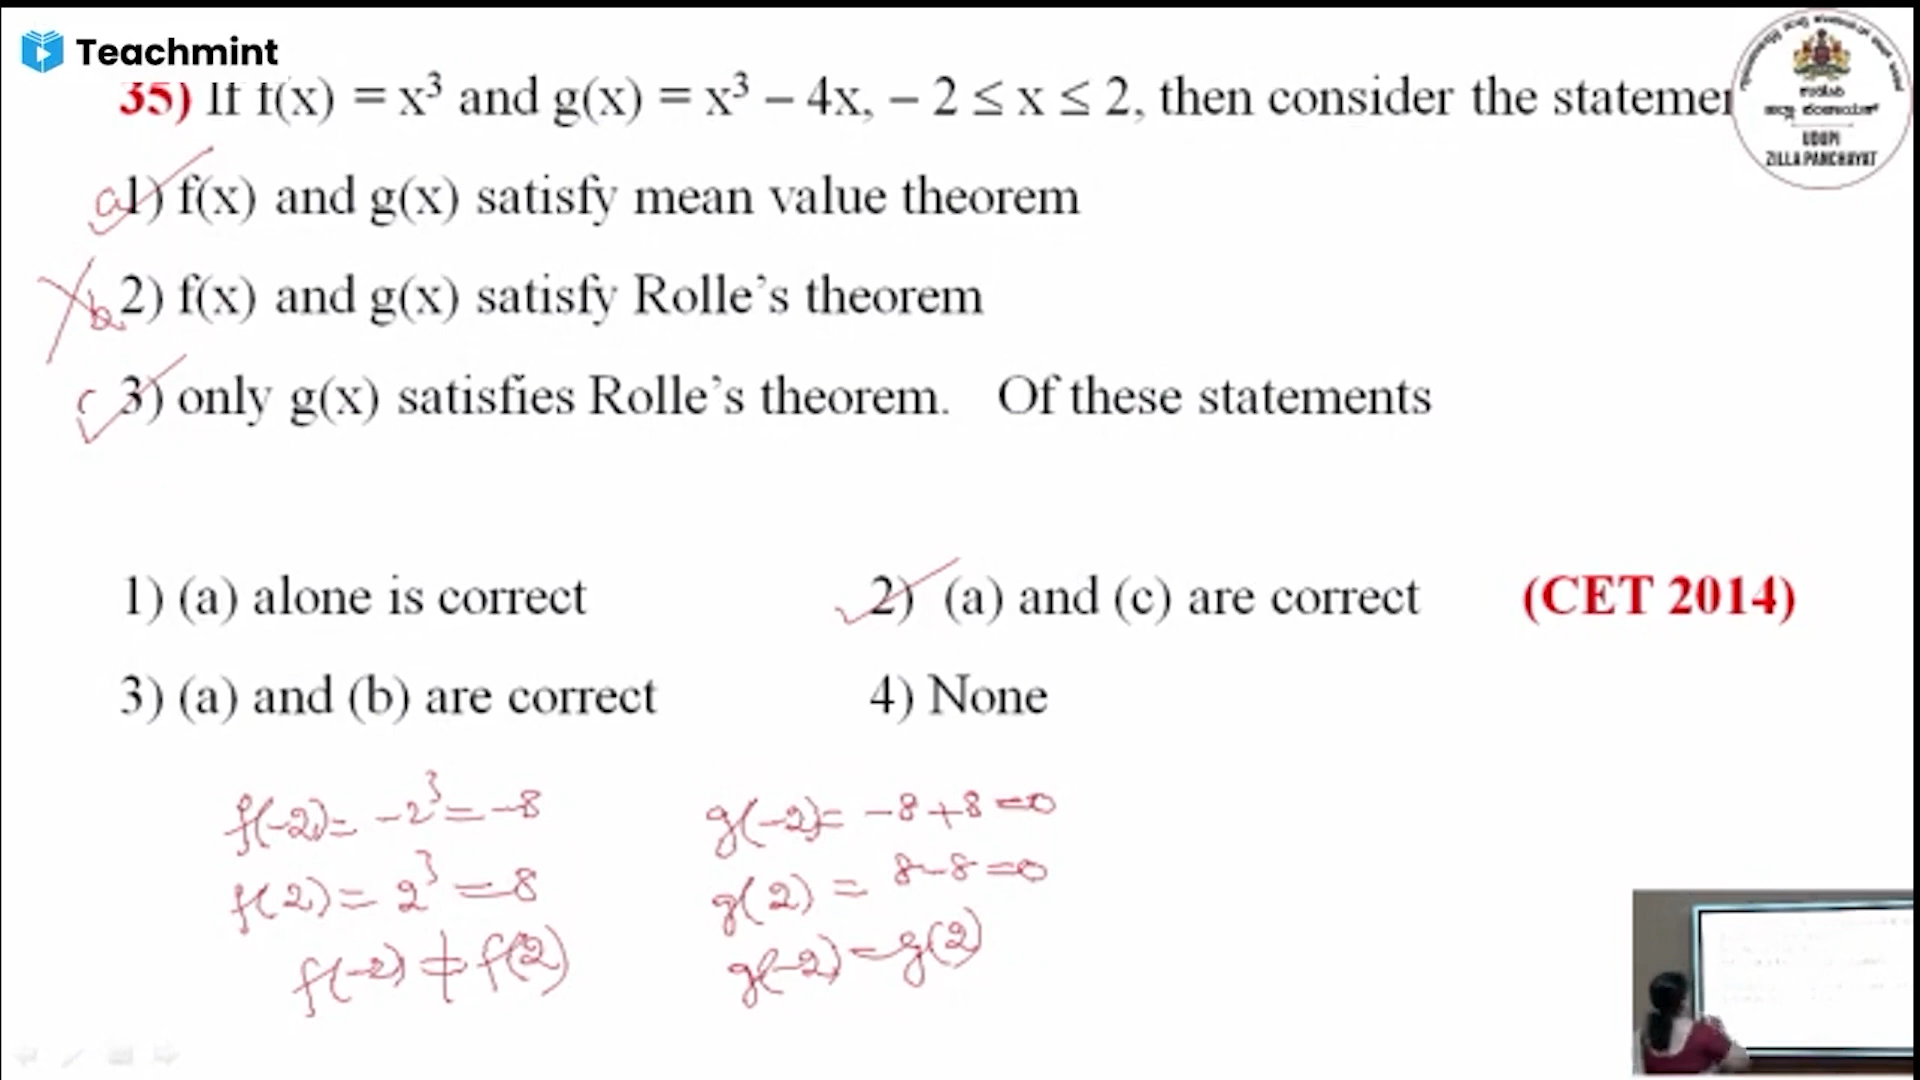 Teachmint
35) If f(x) = x³ and g(x) = x³ – 4x, – 2 ≤ x ≤ 2, then consider the statemen
a 1) f(x) and g(x) satisfy mean value theorem
b 2) f(x) and g(x) satisfy Rolle's theorem
c 3) only g(x) satisfies Rolle's theorem. Of these statements
1) (a) alone is correct 2) (a) and (c) are correct (CET 2014)
3) (a) and (b) are correct 4) None
f(-2) = -2³ = -8
f(2) = 2³ = 8
f(-2) ≠ f(2)
g(-2) = -8+8 = 0
g(2) = 8-8 = 0
g(-2) = g(2)
UDUPI
ZILLA PANCHAYAT